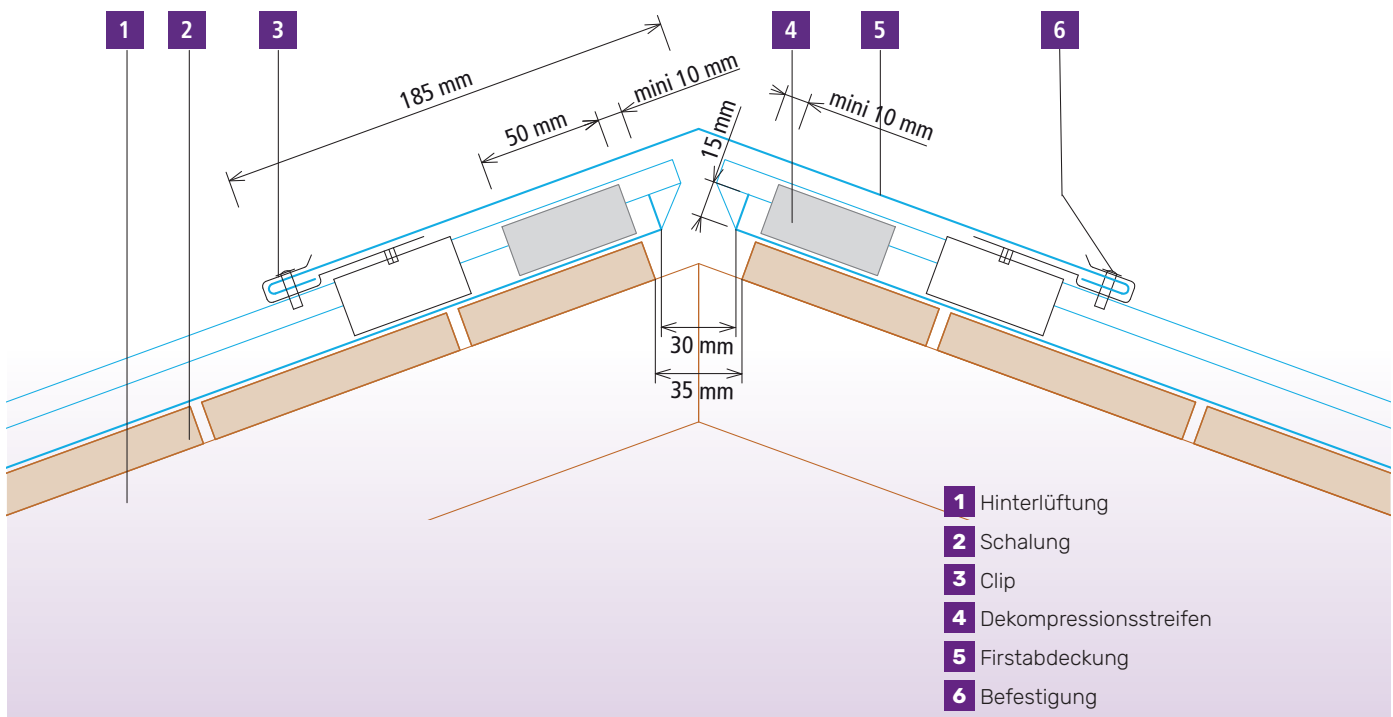 1 2 3 4 5 6
185 mm
mini 10 mm
50 mm
mini 10 mm
15 mm
30 mm
35 mm
1 Hinterlüftung
2 Schalung
3 Clip
4 Dekompressionsstreifen
5 Firstabdeckung
6 Befestigung